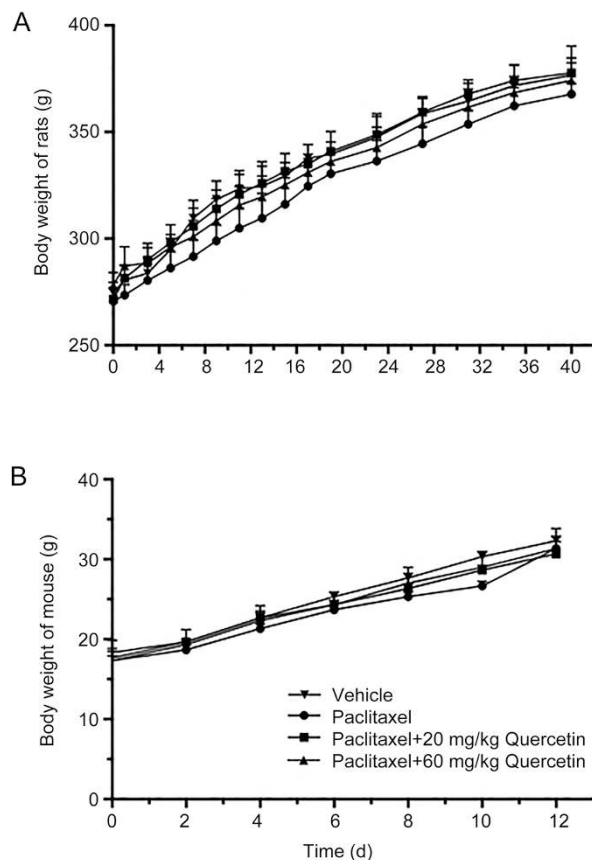 A
Body weight of rats (g)
400
350
300
250
0 4 8 12 16 19 24 28 32 36 40
B
Body weight of mouse (g)
40
30
20
10
0
Vehicle
Paclitaxel
Paclitaxel+20 mg/kg Quercetin
Paclitaxel+60 mg/kg Quercetin
0 2 4 6 8 10 12
Time (d)